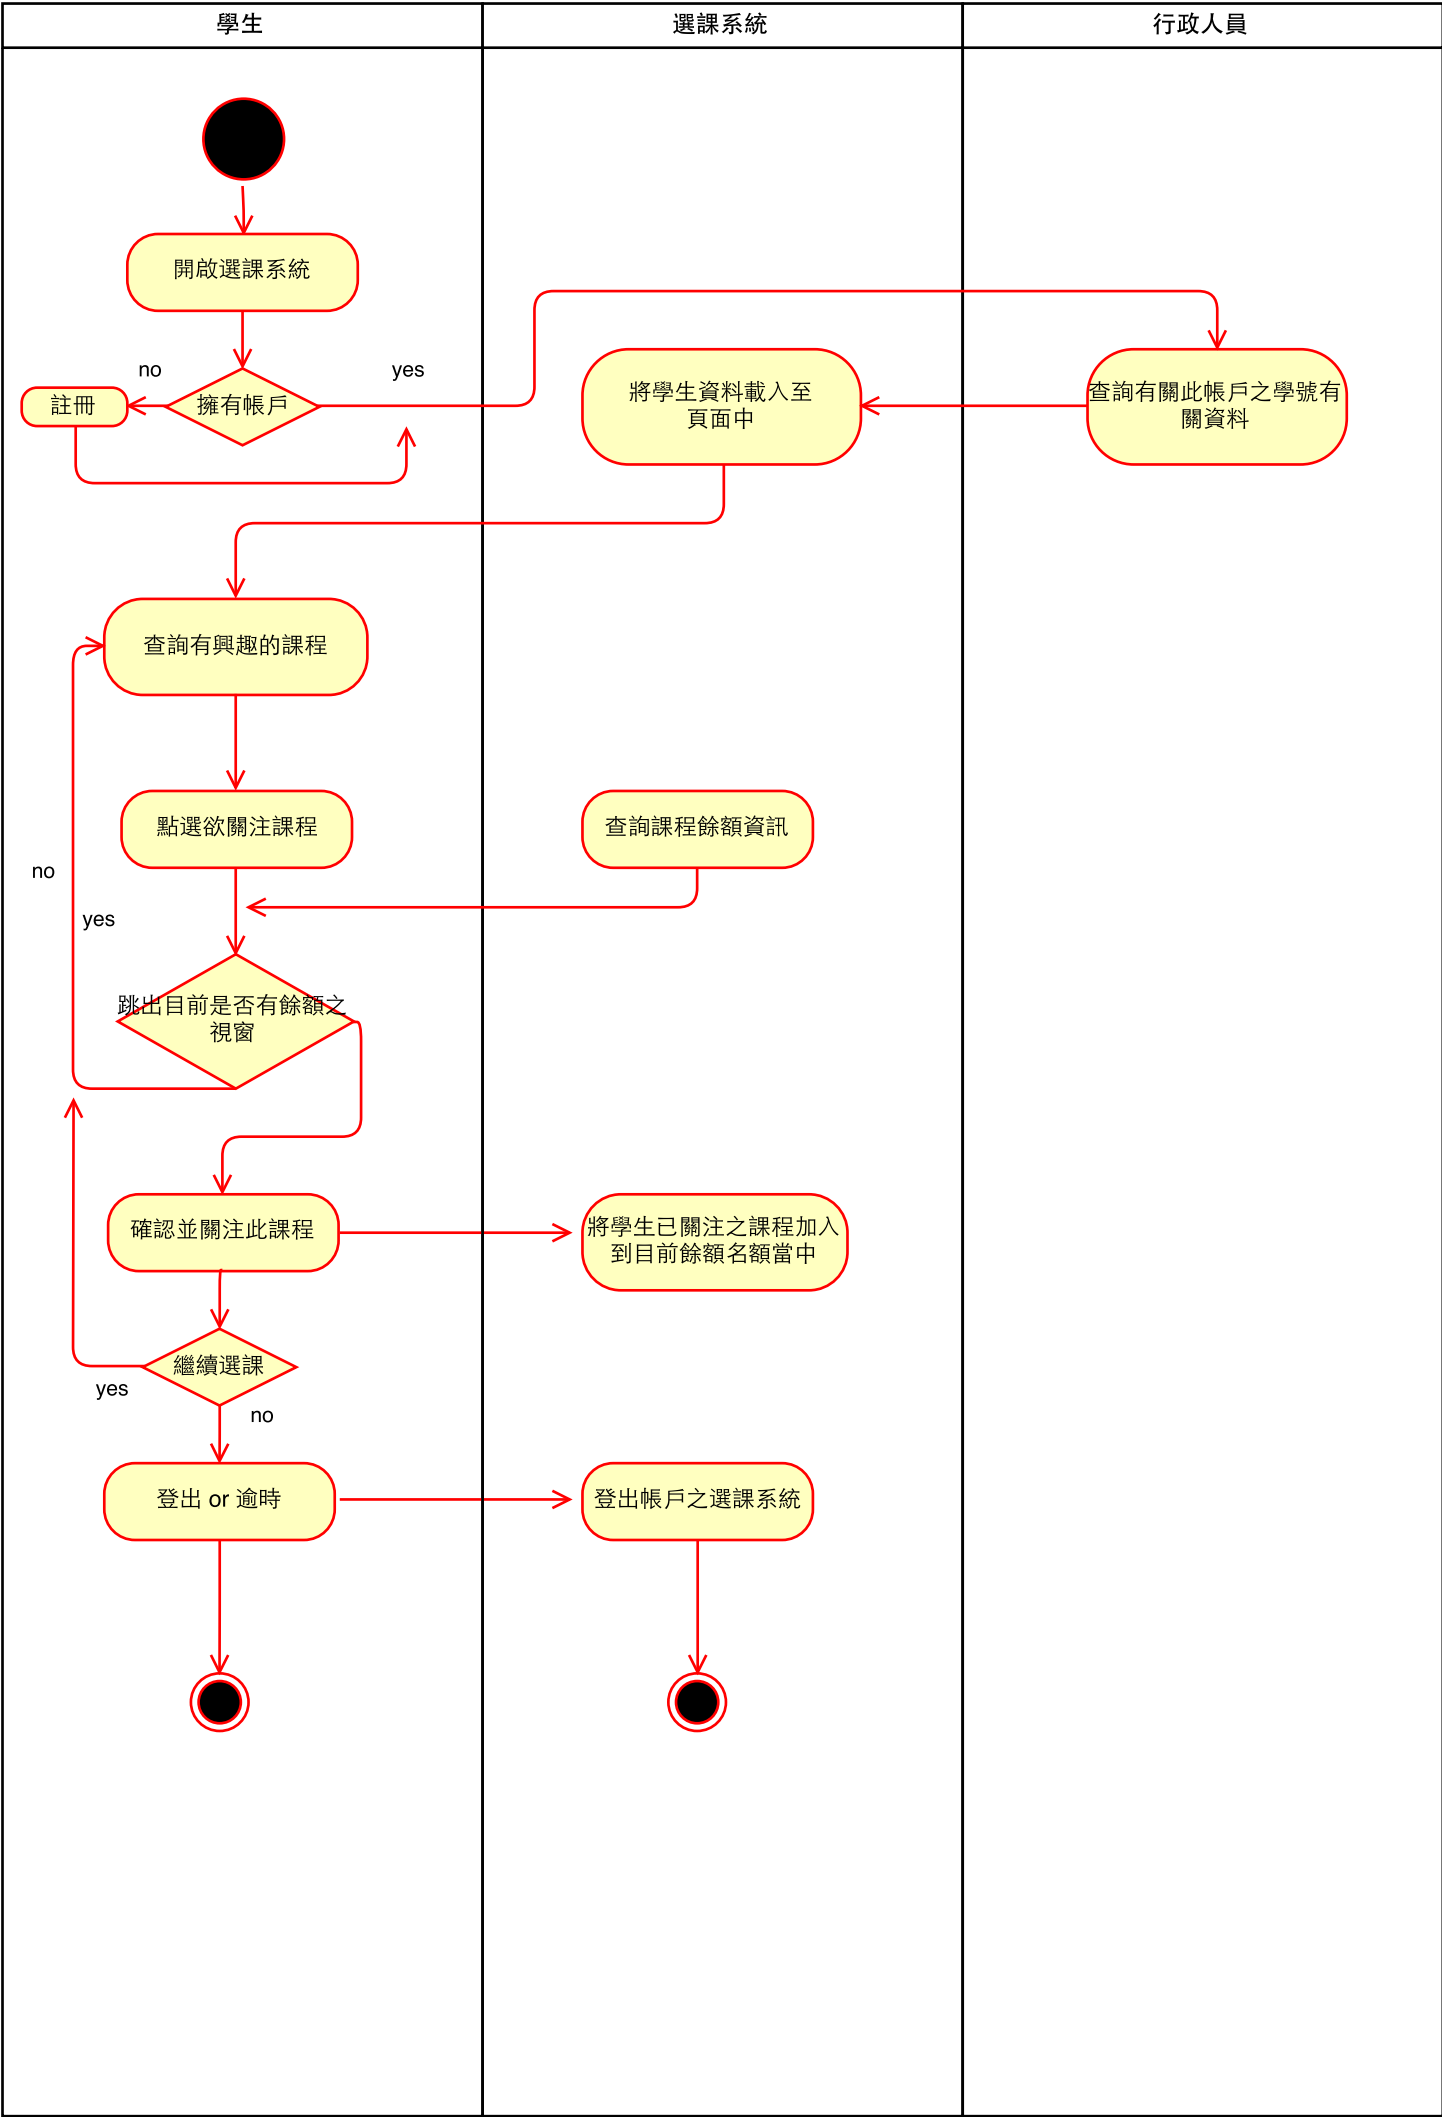 學生
選課系統
行政人員
開啟選課系統
no
yes
註冊
擁有帳戶
將學生資料載入至
頁面中
查詢有關此帳戶之學號有
關資料
查詢有興趣的課程
點選欲關注課程
查詢課程餘額資訊
no
yes
跳出目前是否有餘額之
視窗
確認並關注此課程
將學生已關注之課程加入
到目前餘額名額當中
繼續選課
yes
no
登出 or 逾時
登出帳戶之選課系統